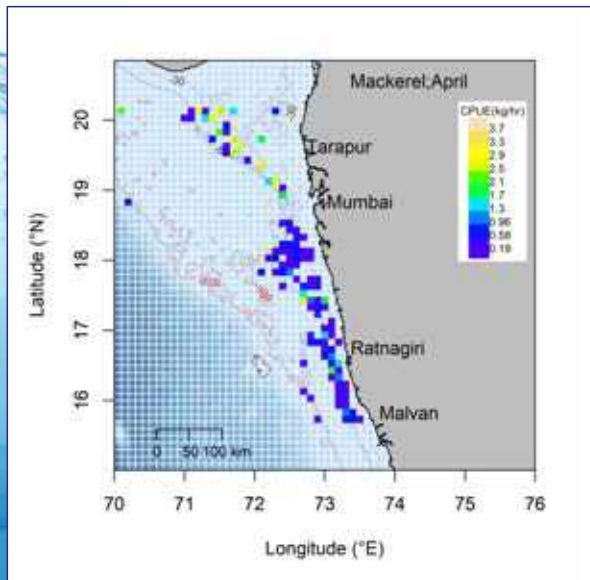 Mackerel;April
CPUE(kg/hr)
3.7
3.3
2.9
2.5
2.1
1.7
1.3
0.96
0.58
0.19
20
19
18
17
16
Latitude (°N)
Tarapur
Mumbai
Ratnagiri
Malvan
0 50 100 km
70 71 72 73 74 75 76
Longitude (°E)